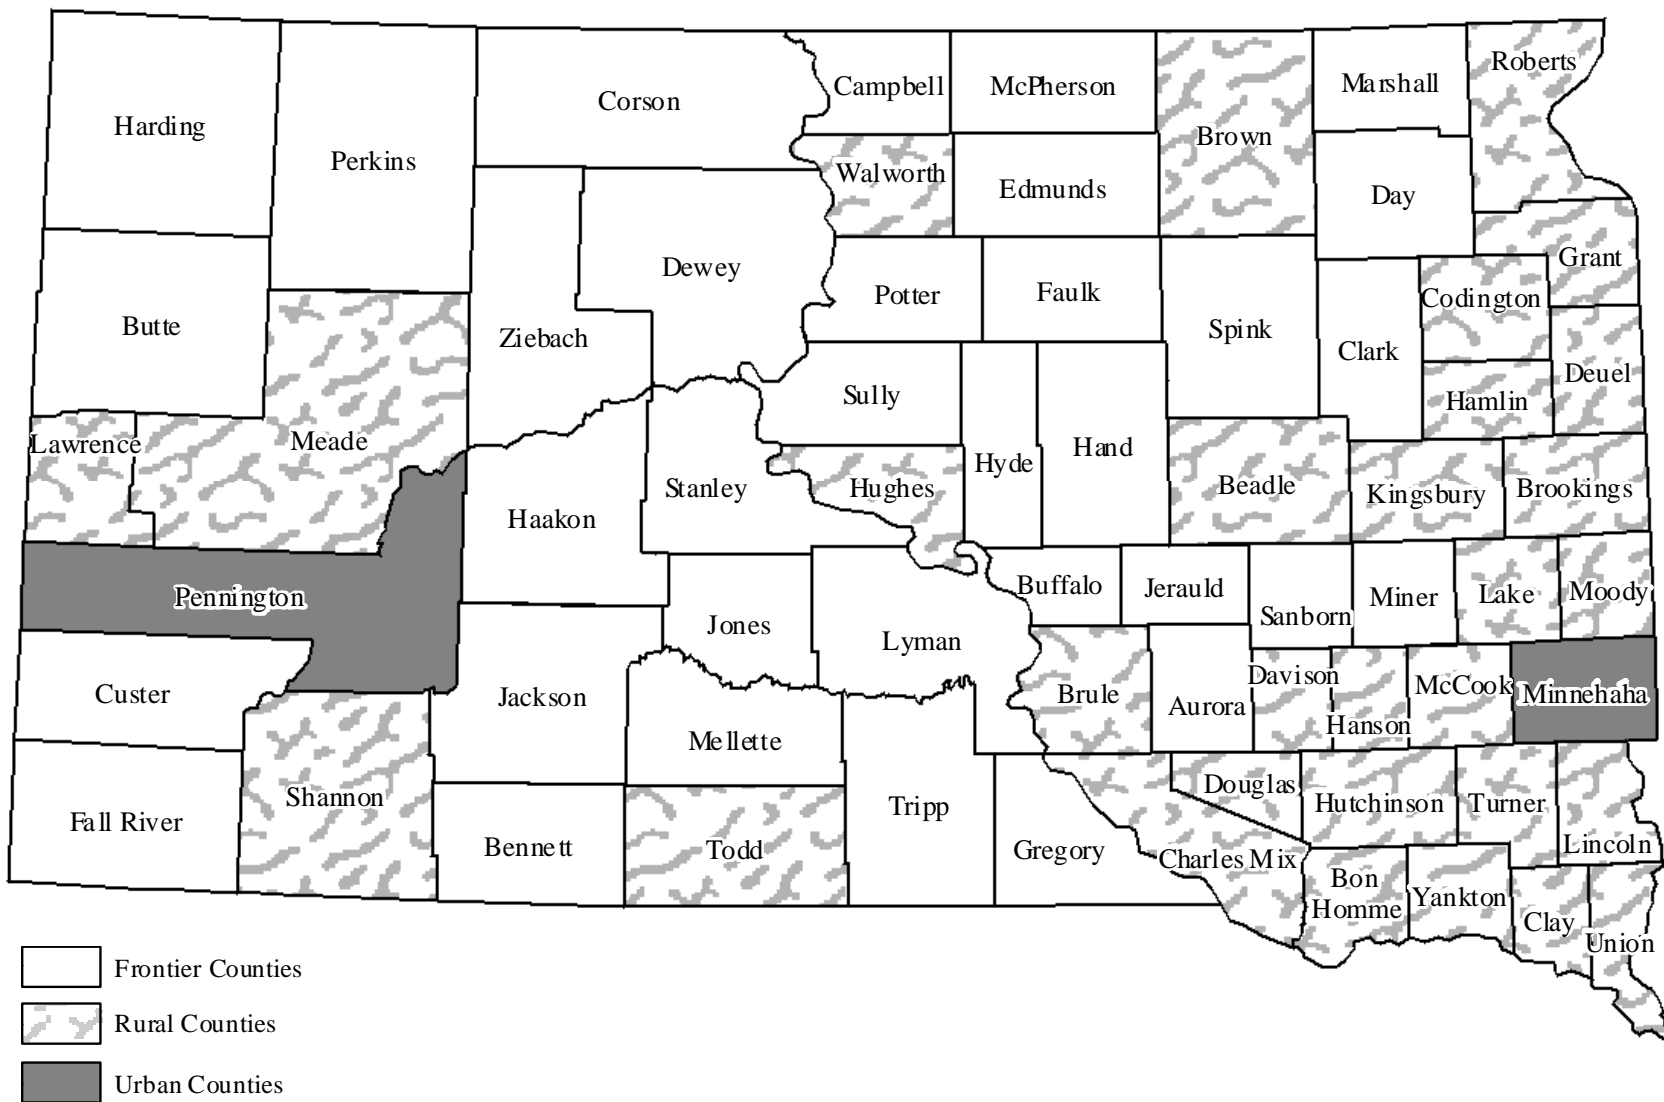 Harding
Perkins
Corson
Campbell
McPherson
Brown
Marshall
Roberts
Walworth
Edmunds
Day
Butte
Dewey
Ziebach
Potter
Faulk
Spink
Clark
Codington
Grant
Hamlin
Deuel
Lawrence
Meade
Sully
Hyde
Hand
Haakon
Stanley
Hughes
Beadle
Kingsbury
Brookings
Pennington
Jones
Lyman
Buffalo
Jerauld
Sanborn
Miner
Lake
Moody
Custer
Jackson
Mellette
Brule
Aurora
Davison
Hanson
McCook
Minnehaha
Fall River
Shannon
Bennett
Todd
Tripp
Gregory
Charles Mix
Douglas
Hutchinson
Turner
Lincoln
Bon
Homme
Yankton
Clay
Union
Frontier Counties
Rural Counties
Urban Counties